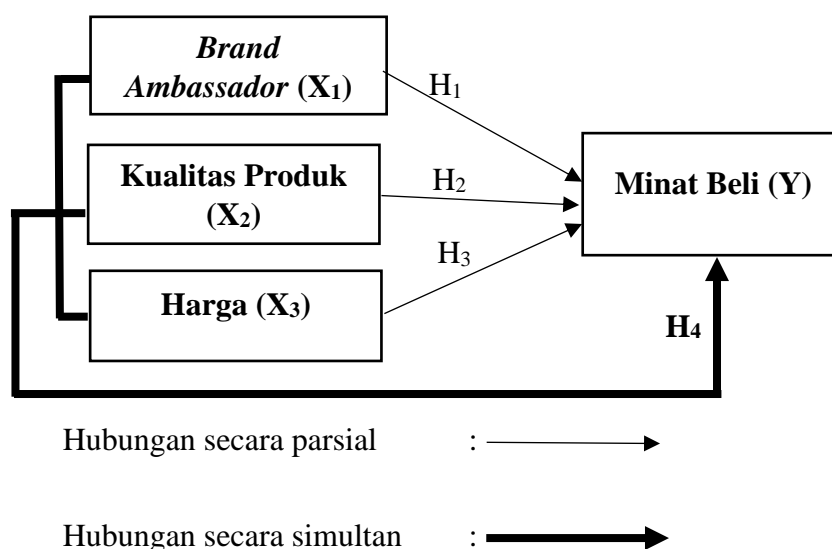 Brand
Ambassador (X₁)
H₁
Kualitas Produk
(X₂)
H₂
Minat Beli (Y)
H₃
Harga (X₃)
H₄
Hubungan secara parsial :
Hubungan secara simultan :